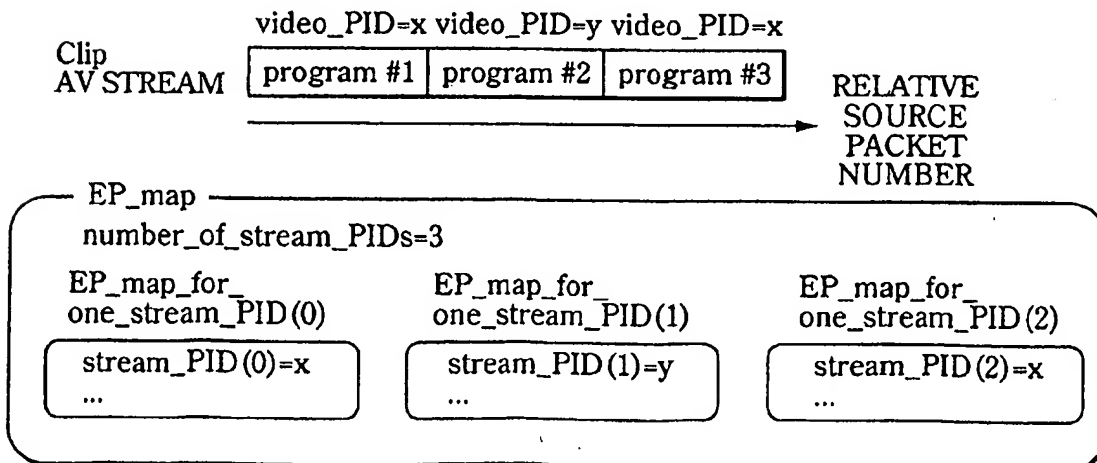 video_PID=x video_PID=y video_PID=x
Clip
AV STREAM
program #1 program #2 program #3
RELATIVE
SOURCE
PACKET
NUMBER
EP_map
number_of_stream_PIDs=3
EP_map_for_
one_stream_PID(0)
stream_PID(0)=x
...
EP_map_for_
one_stream_PID(1)
stream_PID(1)=y
...
EP_map_for_
one_stream_PID(2)
stream_PID(2)=x
...